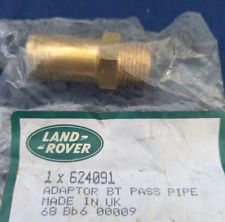 LAND-
ROVER
1 x 624091
ADAPTOR BT PASS PIPE
MADE IN UK
68 Bb6 00009